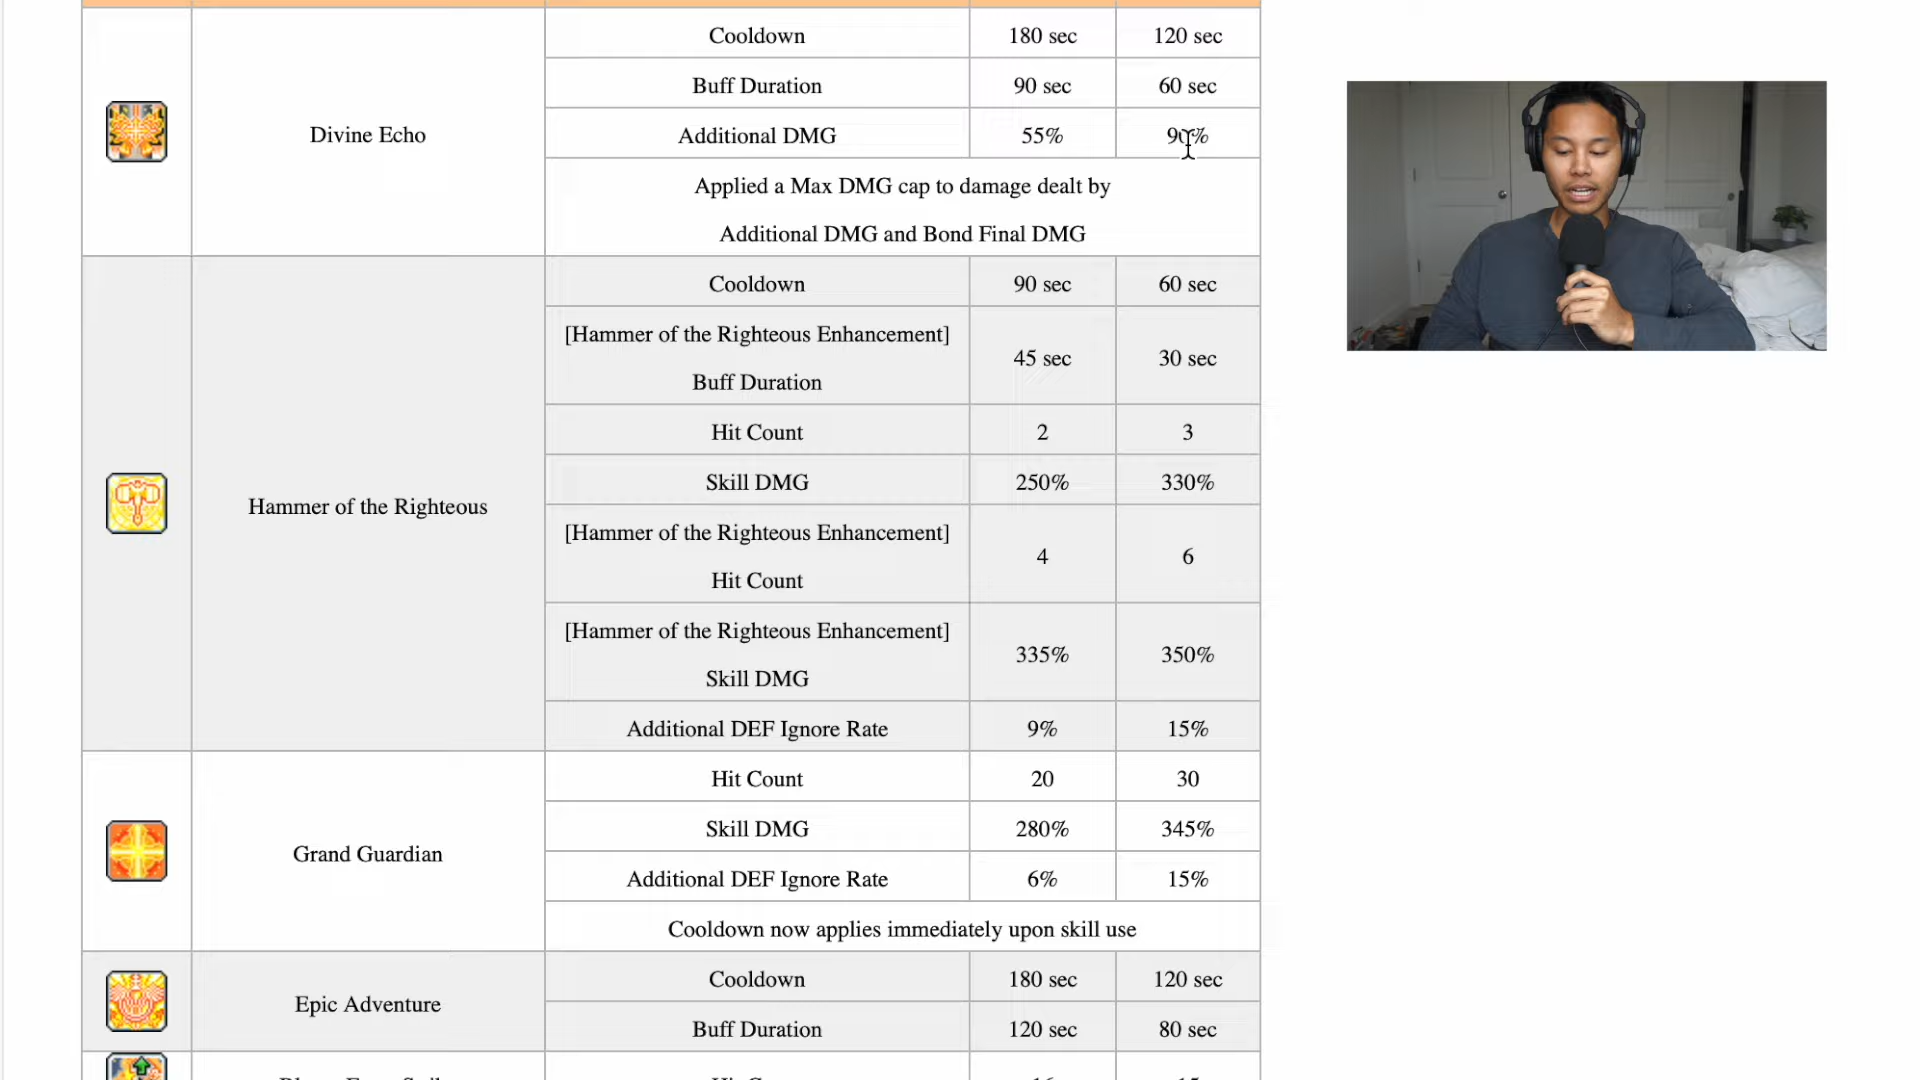 Cooldown 180 sec 120 sec
Buff Duration 90 sec 60 sec
Divine Echo Additional DMG 55% 90%
Applied a Max DMG cap to damage dealt by
Additional DMG and Bond Final DMG
Cooldown 90 sec 60 sec
[Hammer of the Righteous Enhancement]
Buff Duration 45 sec 30 sec
Hit Count 2 3
Skill DMG 250% 330%
Hammer of the Righteous
[Hammer of the Righteous Enhancement]
Hit Count 4 6
[Hammer of the Righteous Enhancement]
Skill DMG 335% 350%
Additional DEF Ignore Rate 9% 15%
Hit Count 20 30
Skill DMG 280% 345%
Grand Guardian
Additional DEF Ignore Rate 6% 15%
Cooldown now applies immediately upon skill use
Cooldown 180 sec 120 sec
Epic Adventure
Buff Duration 120 sec 80 sec